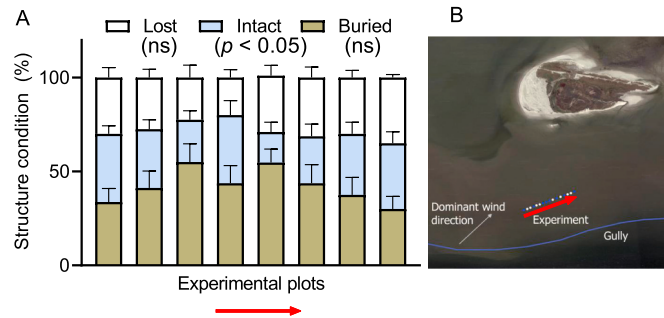 A
Lost Intact Buried
(ns) (p < 0.05) (ns)
Structure condition (%)
100
50
0
Experimental plots
B
Dominant wind
direction
Experiment
Gully